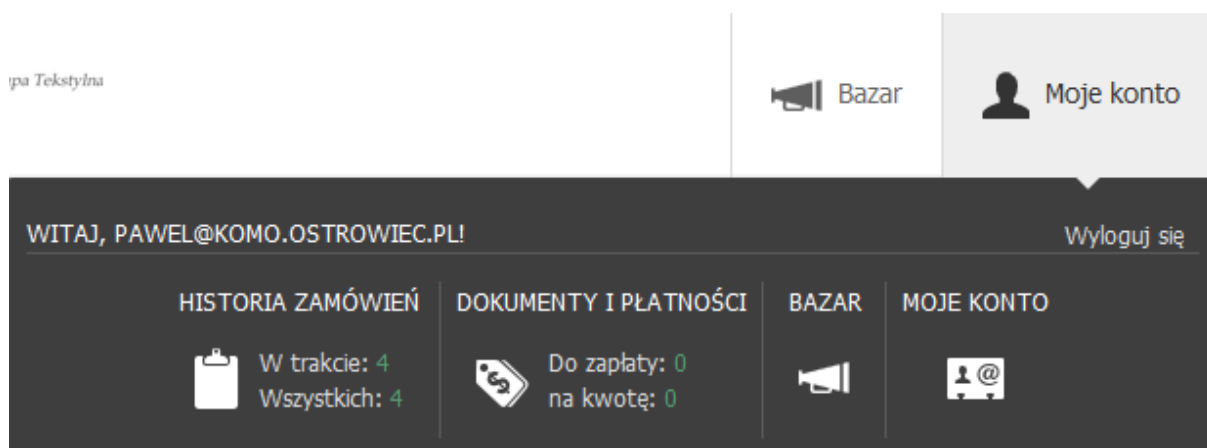 Tekstylna
Bazar
Moje konto
WITAJ, PAWEL@KOMO.OSTROWIEC.PL!
Wyloguj się
HISTORIA ZAMÓWIEŃ
W trakcie: 4
Wszystkich: 4
DOKUMENTY I PŁATNOŚCI
Do zapłaty: 0
na kwotę: 0
BAZAR
MOJE KONTO